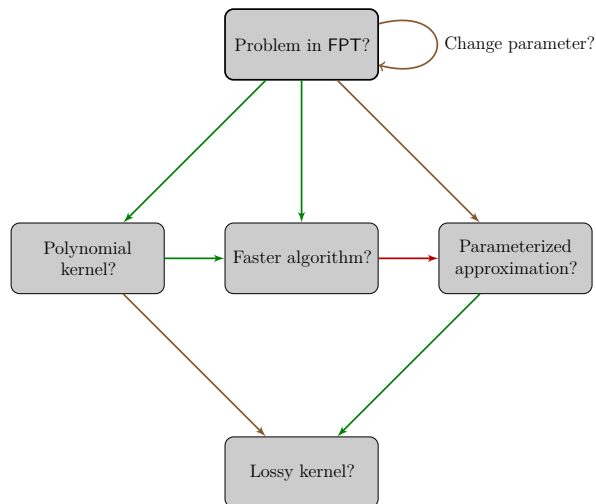 Problem in FPT?
Change parameter?
Polynomial
kernel?
Faster algorithm?
Parameterized
approximation?
Lossy kernel?